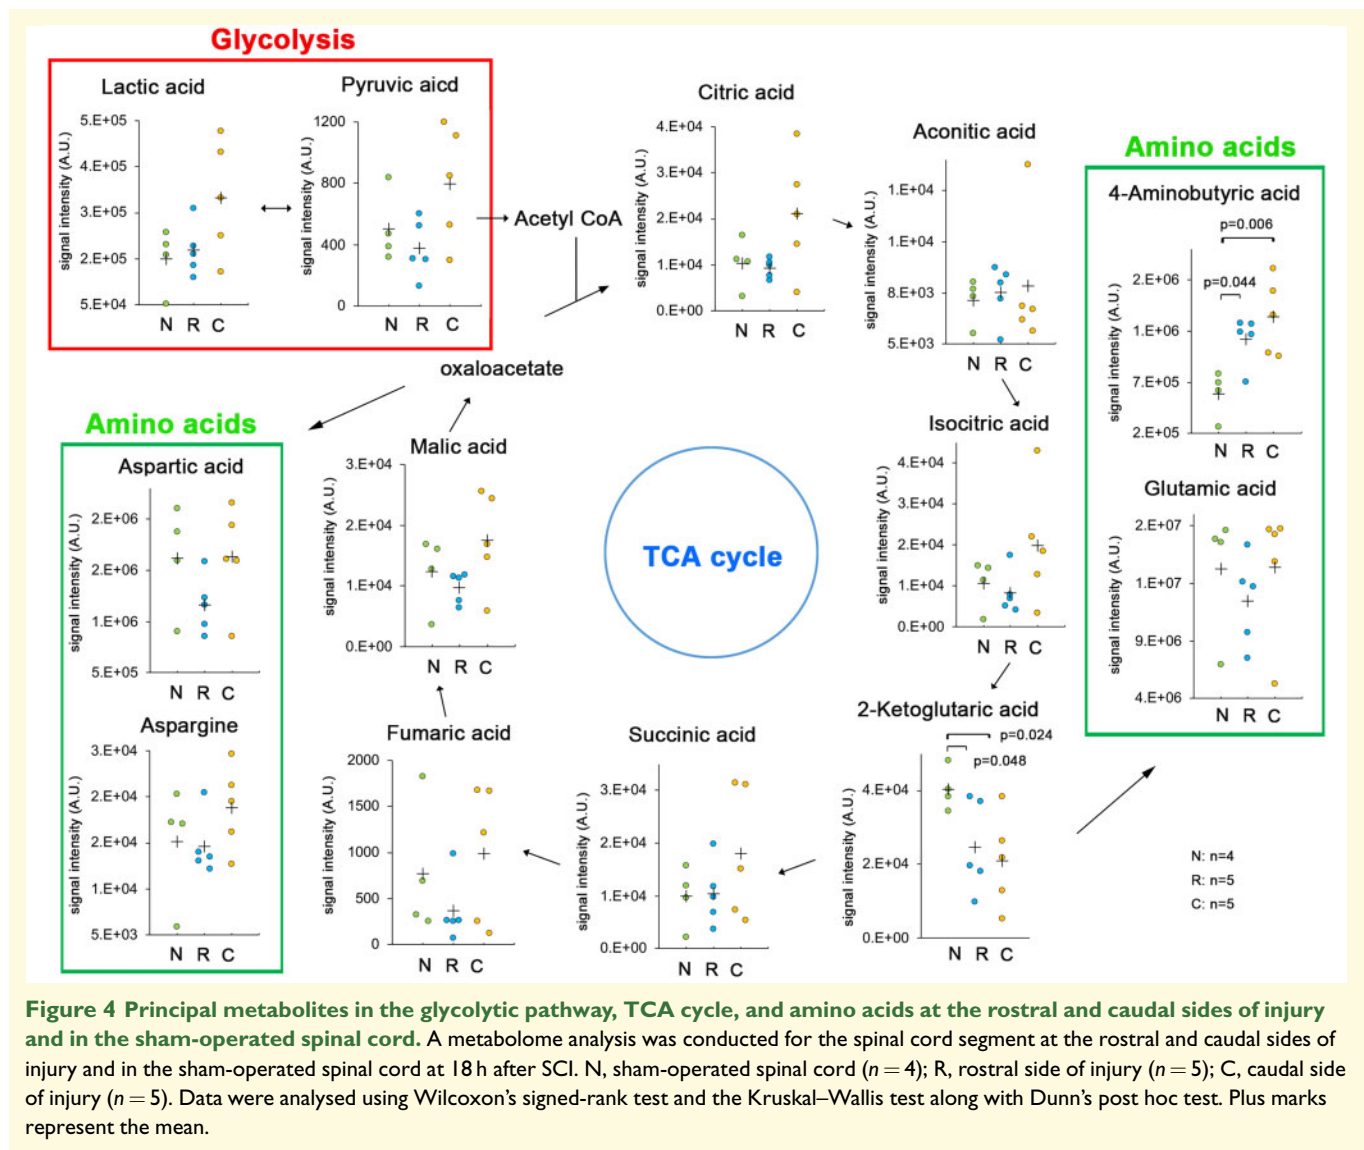 Glycolysis
Lactic acid
5.E+05
4.E+05
3.E+05
2.E+05
5.E+04
signal intensity (A.U.)
N R C
Pyruvic aicd
1200
800
400
0
signal intensity (A.U.)
N R C
Acetyl CoA
Citric acid
4.E+04
3.E+04
2.E+04
1.E+04
0.E+00
signal intensity (A.U.)
N R C
Aconitic acid
1.E+04
1.E+04
8.E+03
5.E+03
signal intensity (A.U.)
N R C
Amino acids
4-Aminobutyric acid
p=0.006
p=0.044
2.E+06
1.E+06
7.E+05
2.E+05
signal intensity (A.U.)
N R C
Glutamic acid
2.E+07
1.E+07
9.E+06
4.E+06
signal intensity (A.U.)
N R C
oxaloacetate
Amino acids
Aspartic acid
2.E+06
2.E+06
1.E+06
5.E+05
signal intensity (A.U.)
N R C
Aspargine
3.E+04
2.E+04
2.E+04
1.E+04
5.E+03
signal intensity (A.U.)
N R C
Malic acid
3.E+04
2.E+04
1.E+04
0.E+00
signal intensity (A.U.)
N R C
TCA cycle
Isocitric acid
4.E+04
3.E+04
2.E+04
1.E+04
0.E+00
signal intensity (A.U.)
N R C
Fumaric acid
2000
1500
1000
500
0
signal intensity (A.U.)
N R C
Succinic acid
3.E+04
2.E+04
1.E+04
0.E+00
signal intensity (A.U.)
N R C
2-Ketoglutaric acid
p=0.024
p=0.048
4.E+04
2.E+04
0.E+00
signal intensity (A.U.)
N R C
N: n=4
R: n=5
C: n=5
Figure 4 Principal metabolites in the glycolytic pathway, TCA cycle, and amino acids at the rostral and caudal sides of injury
and in the sham-operated spinal cord. A metabolome analysis was conducted for the spinal cord segment at the rostral and caudal sides of
injury and in the sham-operated spinal cord at 18 h after SCI. N, sham-operated spinal cord (n = 4); R, rostral side of injury (n = 5); C, caudal side
of injury (n = 5). Data were analysed using Wilcoxon’s signed-rank test and the Kruskal–Wallis test along with Dunn’s post hoc test. Plus marks
represent the mean.